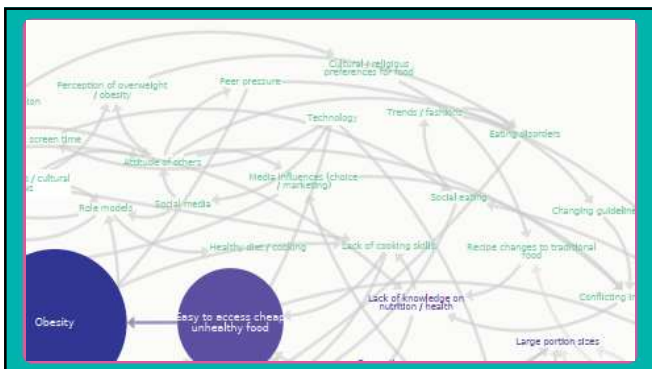 Cultural / religious
preferences for food
Peer pressure
Perception of overweight
/ obesity
Technology
Trends / fashions
Eating disorders
screen time
Attitude of others
Media influences (choice
/ marketing)
/ cultural
Social eating
Role models
Social media
Changing guideline
Healthy diet / cooking
Lack of cooking skills
Recipe changes to traditional
food
Lack of knowledge on
nutrition / health
Conflicting in
Obesity
Easy to access cheap
unhealthy food
Large portion sizes